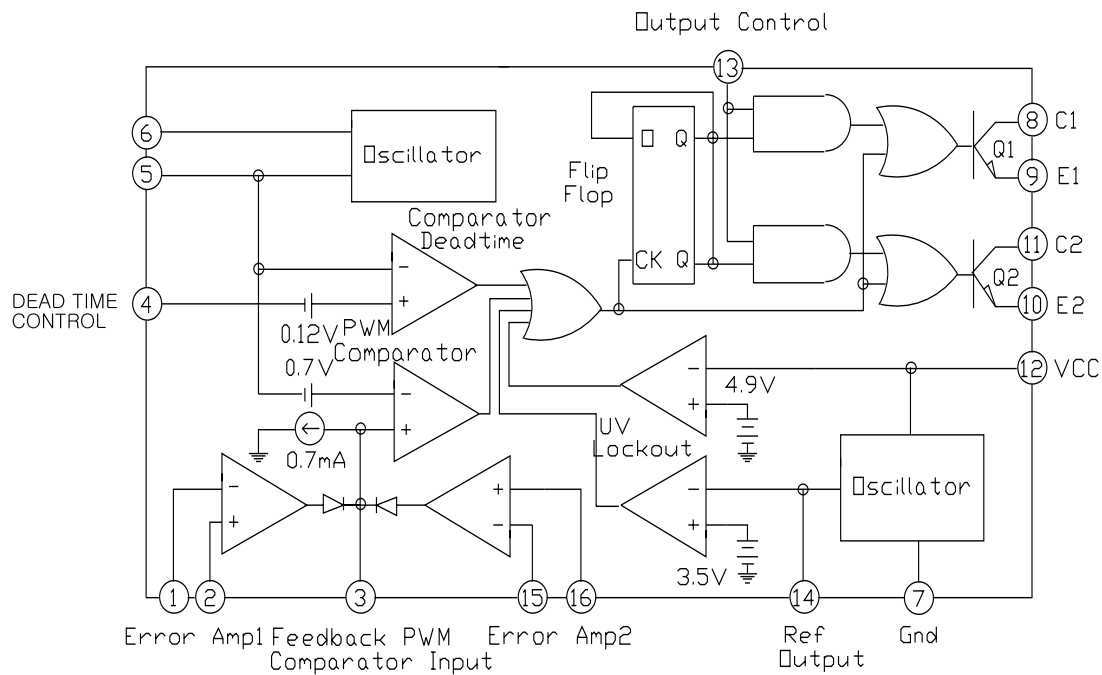 Output Control
13
6
Oscillator
5
Comparator
Deadtime
-
+
DEAD TIME
CONTROL
4
0.12V
PWM
Comparator
0.7V
-
+
0.7mA
Flip
Flop
D Q
CK Q
8 C1
Q1
9 E1
11 C2
Q2
10 E2
12 VCC
4.9V
-
+
UV
Lockout
Oscillator
-
+
+
-
-
+
3.5V
1 2 3 15 16 14 7
Error Amp1 Feedback PWM
Comparator Input
Error Amp2
Ref
Output
Gnd